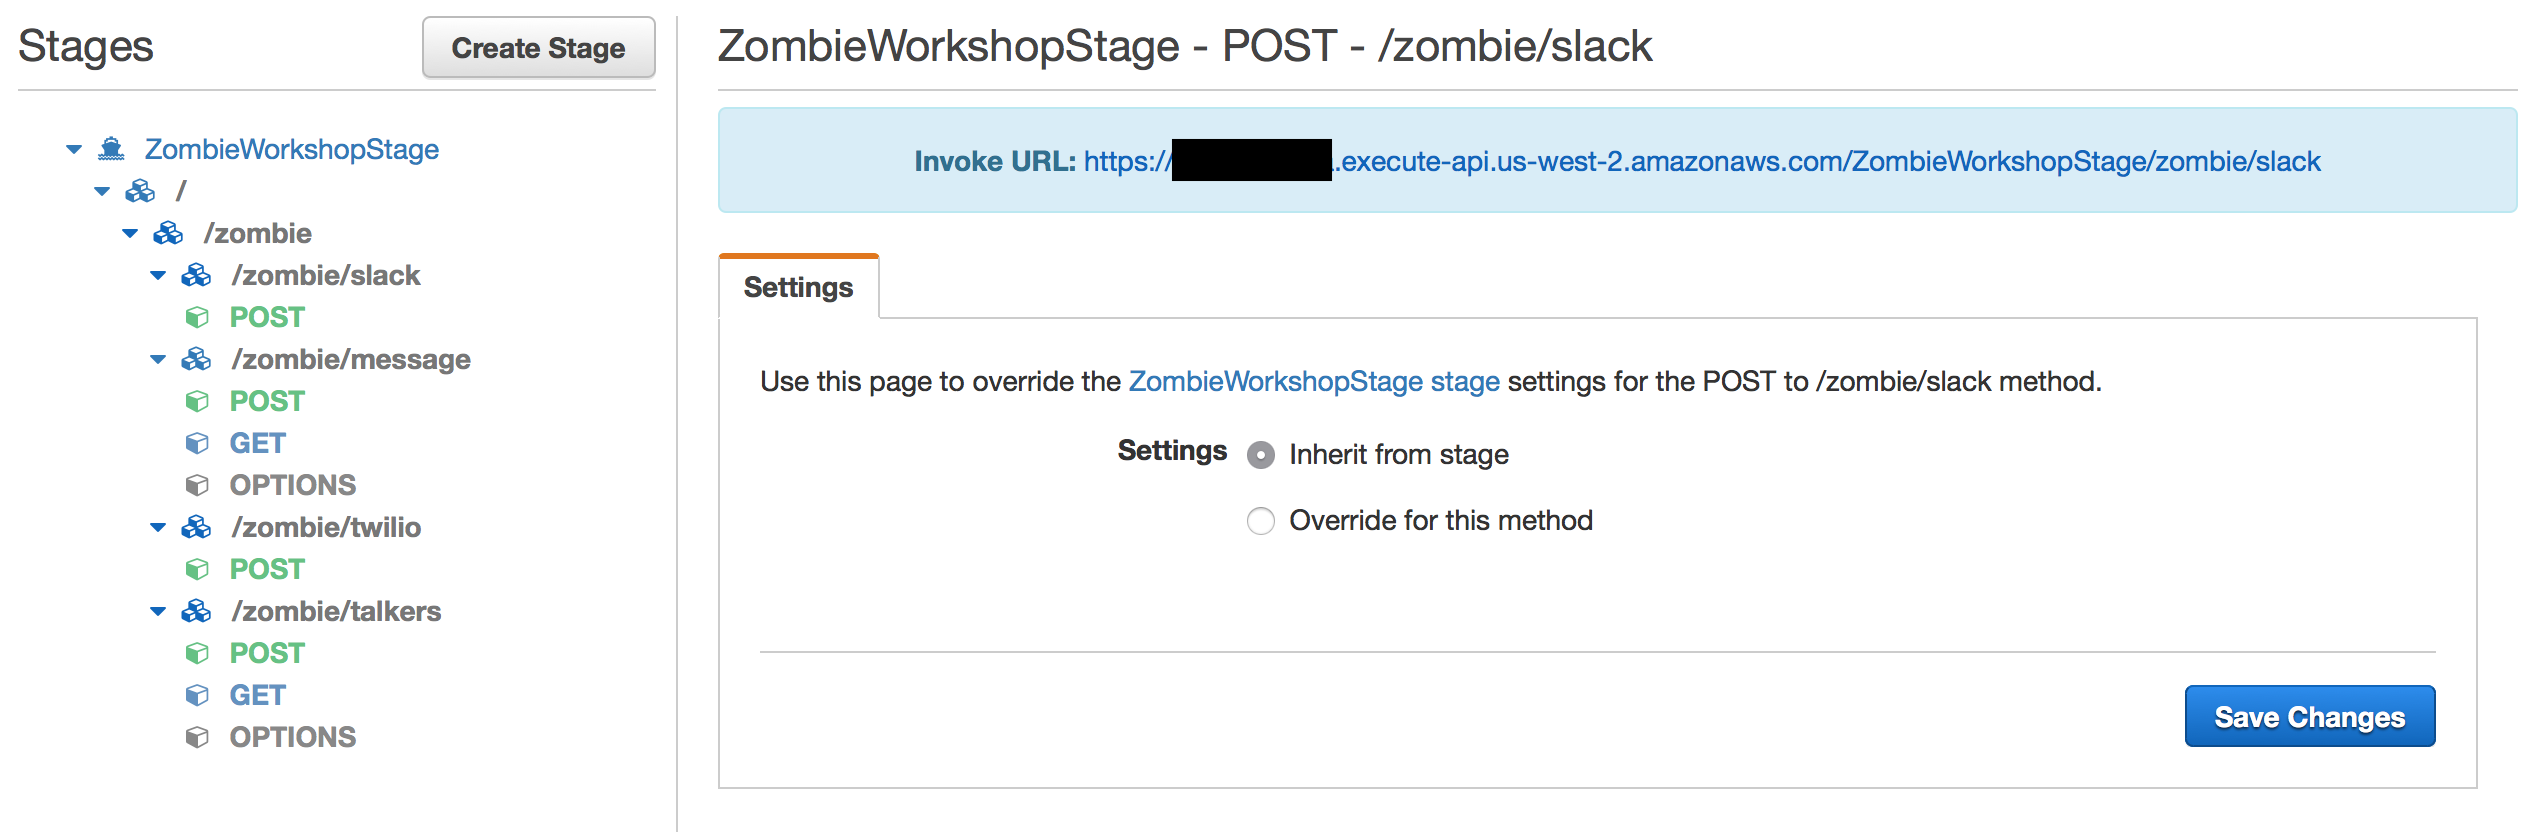 Stages
Create Stage
ZombieWorkshopStage
/
/zombie
/zombie/slack
POST
/zombie/message
POST
GET
OPTIONS
/zombie/twilio
POST
/zombie/talkers
POST
GET
OPTIONS
ZombieWorkshopStage - POST - /zombie/slack
Invoke URL: https:// .execute-api.us-west-2.amazonaws.com/ZombieWorkshopStage/zombie/slack
Settings
Use this page to override the ZombieWorkshopStage stage settings for the POST to /zombie/slack method.
Settings Inherit from stage
Override for this method
Save Changes